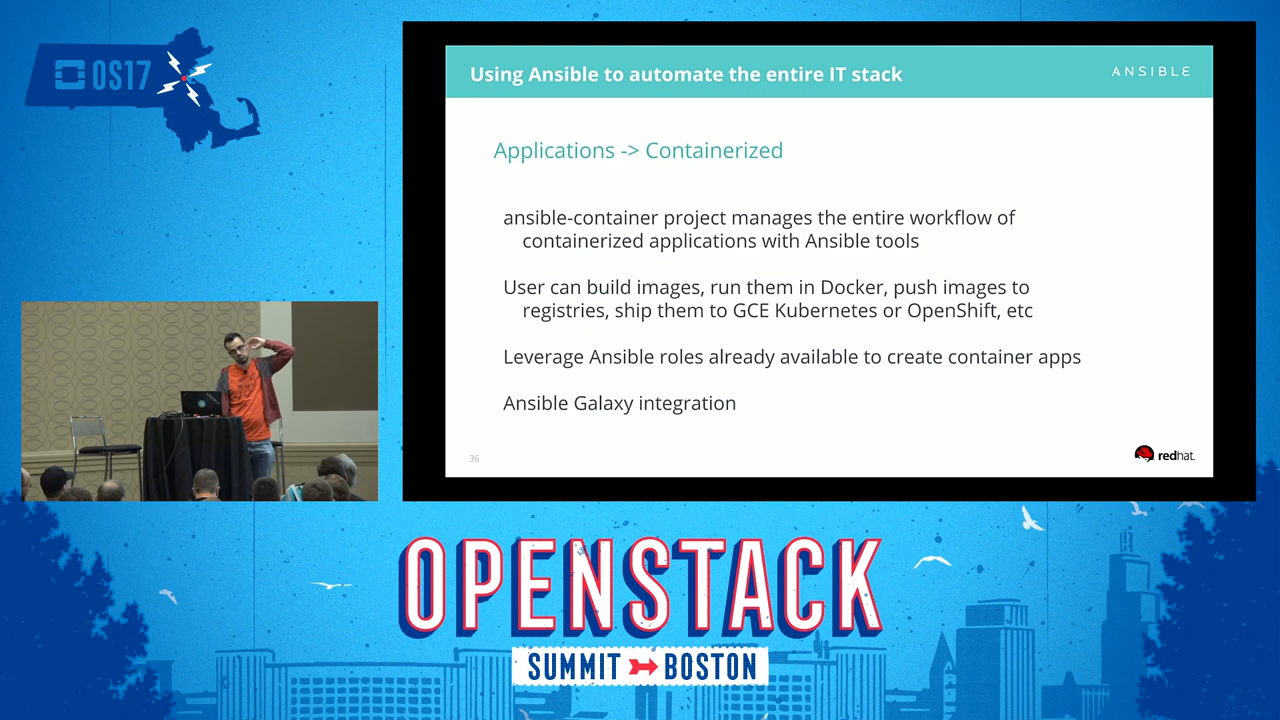 OS17
Using Ansible to automate the entire IT stack
ANSIBLE
Applications -> Containerized
ansible-container project manages the entire workflow of
containerized applications with Ansible tools
User can build images, run them in Docker, push images to
registries, ship them to GCE Kubernetes or OpenShift, etc
Leverage Ansible roles already available to create container apps
Ansible Galaxy integration
36
redhat.
OPENSTACK
SUMMIT BOSTON